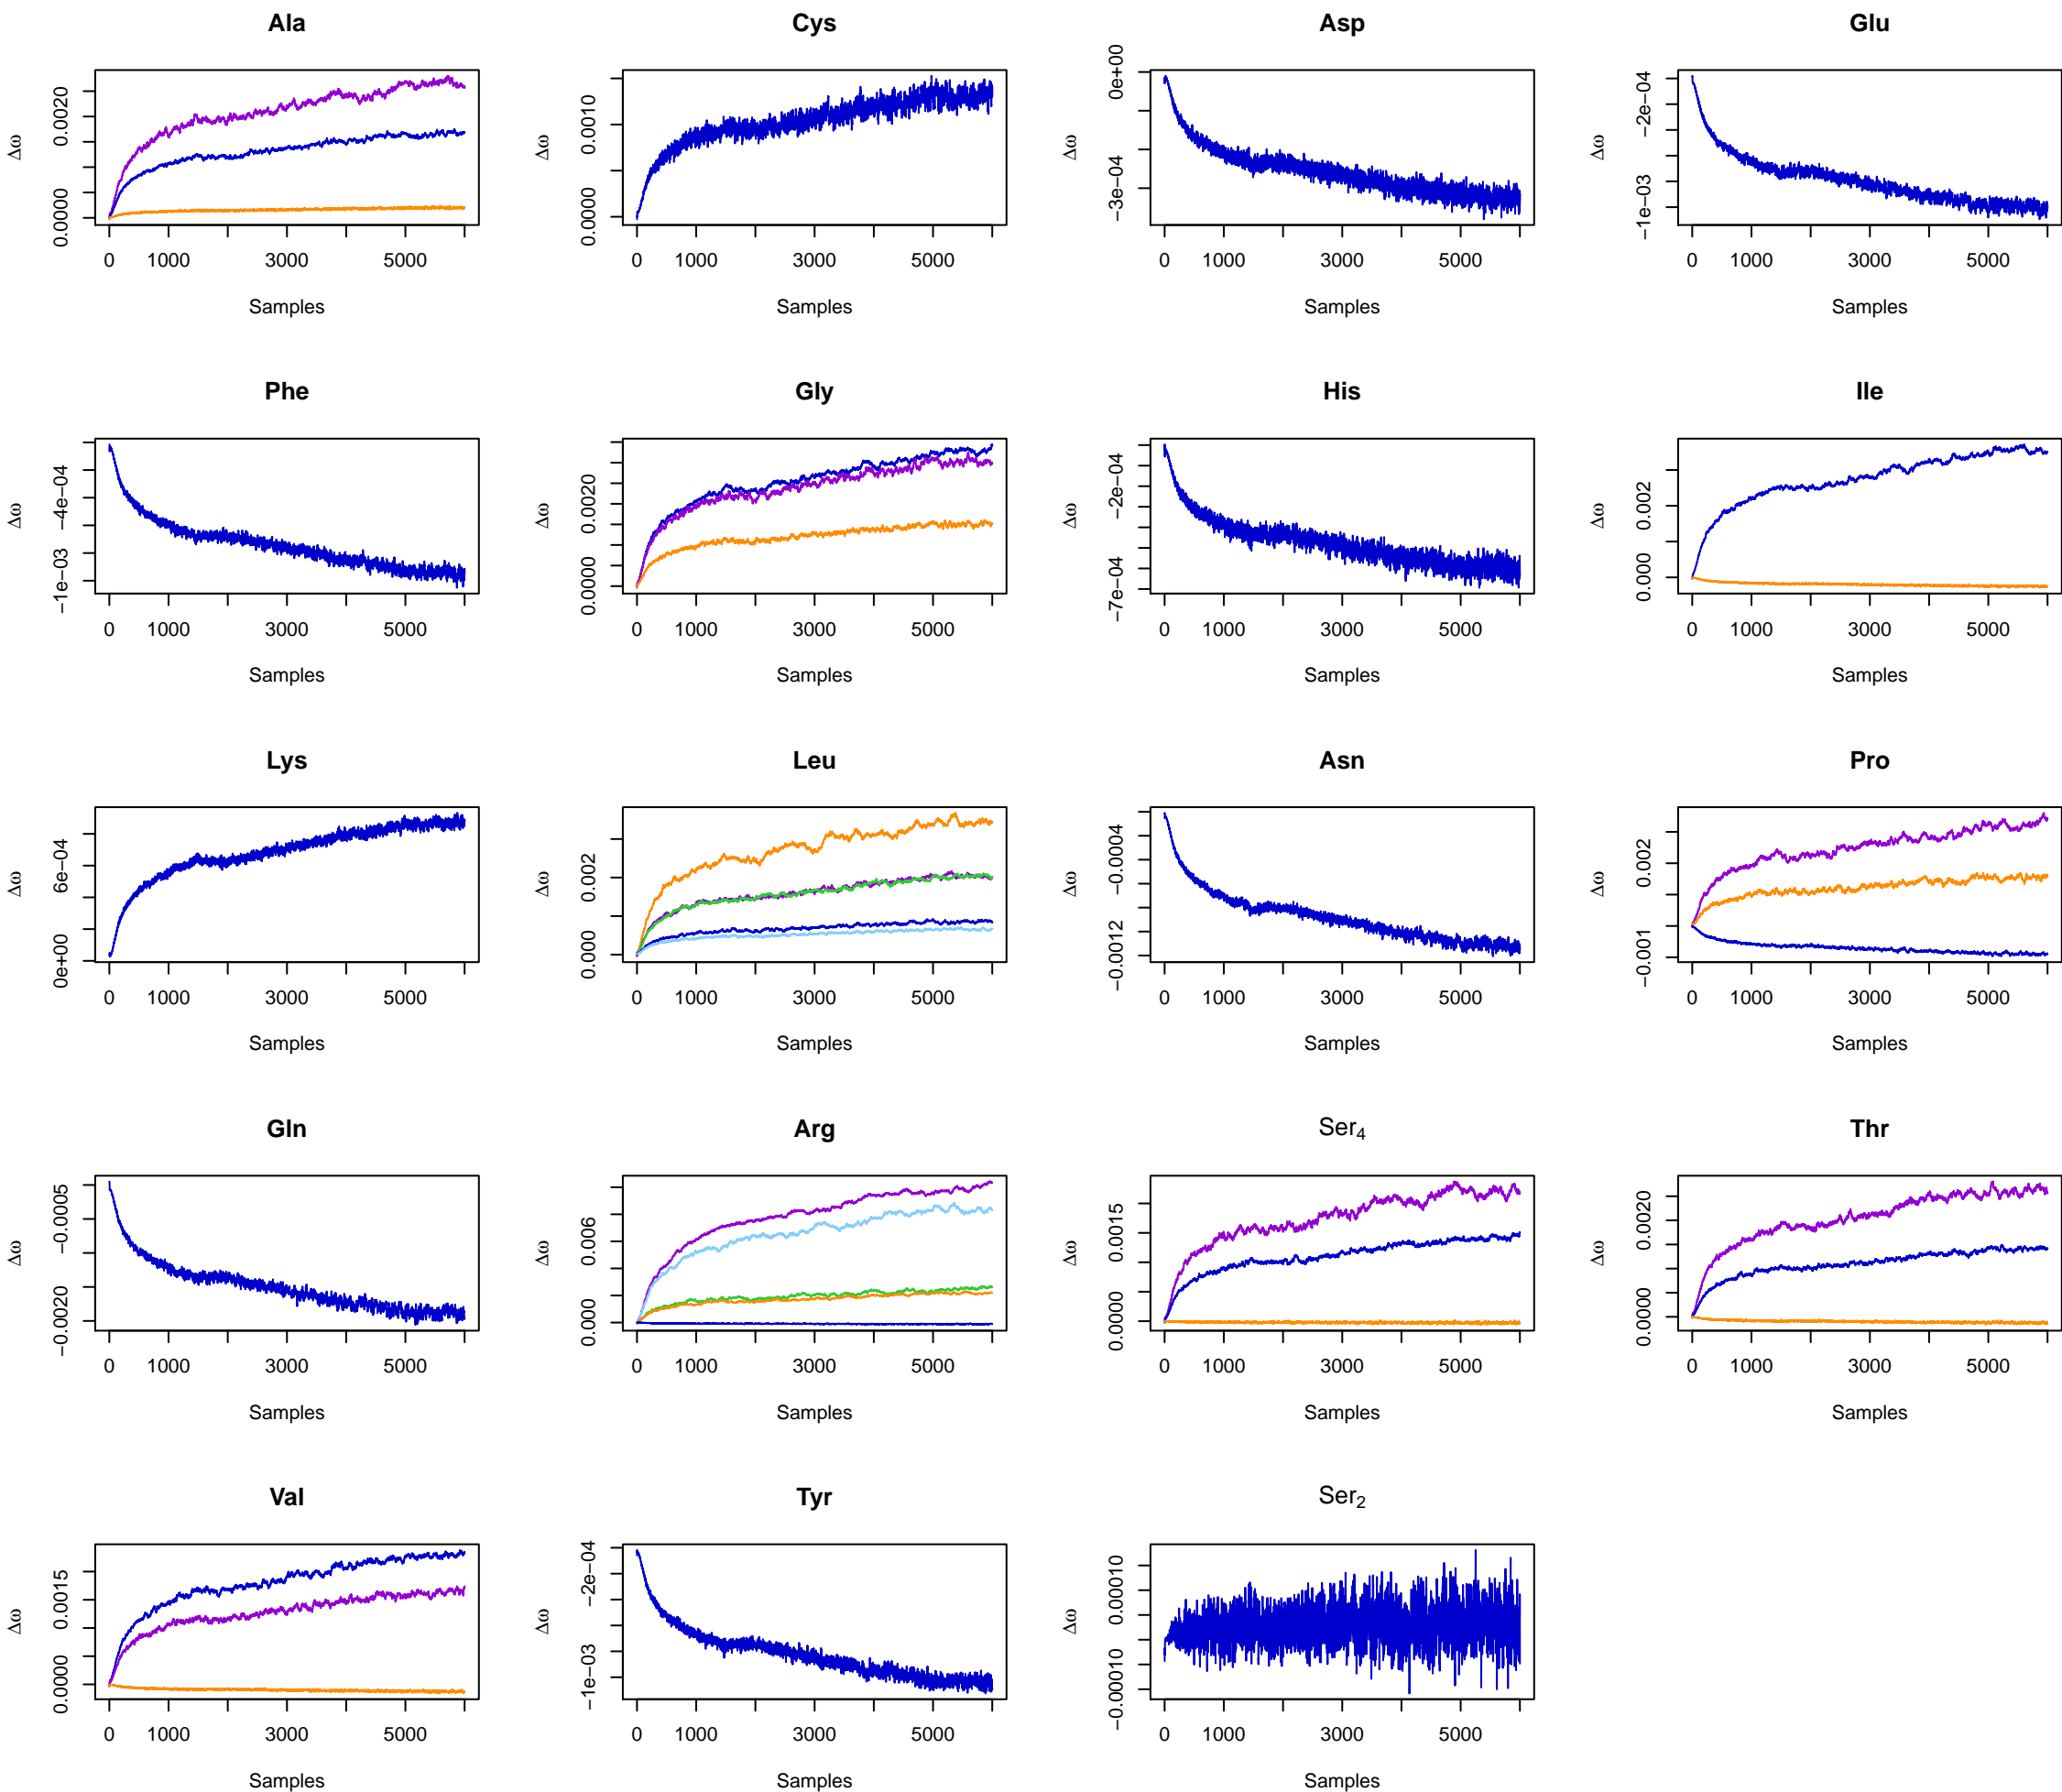 Ala
Δω
0.0000 0.0020
0 1000 3000 5000
Samples
Cys
Δω
0.0000 0.0010
0 1000 3000 5000
Samples
Asp
Δω
−3e−04 0e+00
0 1000 3000 5000
Samples
Glu
Δω
−1e−03 −2e−04
0 1000 3000 5000
Samples
Phe
Δω
−1e−03 −4e−04
0 1000 3000 5000
Samples
Gly
Δω
0.0000 0.0020
0 1000 3000 5000
Samples
His
Δω
−7e−04 −2e−04
0 1000 3000 5000
Samples
Ile
Δω
0.000 0.002
0 1000 3000 5000
Samples
Lys
Δω
0e+00 6e−04
0 1000 3000 5000
Samples
Leu
Δω
0.000 0.002
0 1000 3000 5000
Samples
Asn
Δω
−0.0012 −0.0004
0 1000 3000 5000
Samples
Pro
Δω
−0.001 0.002
0 1000 3000 5000
Samples
Gln
Δω
−0.0020 −0.0005
0 1000 3000 5000
Samples
Arg
Δω
0.000 0.006
0 1000 3000 5000
Samples
Ser4
Δω
0.0000 0.0015
0 1000 3000 5000
Samples
Thr
Δω
0.0000 0.0020
0 1000 3000 5000
Samples
Val
Δω
0.0000 0.0015
0 1000 3000 5000
Samples
Tyr
Δω
−1e−03 −2e−04
0 1000 3000 5000
Samples
Ser2
Δω
−0.00010 0.00010
0 1000 3000 5000
Samples